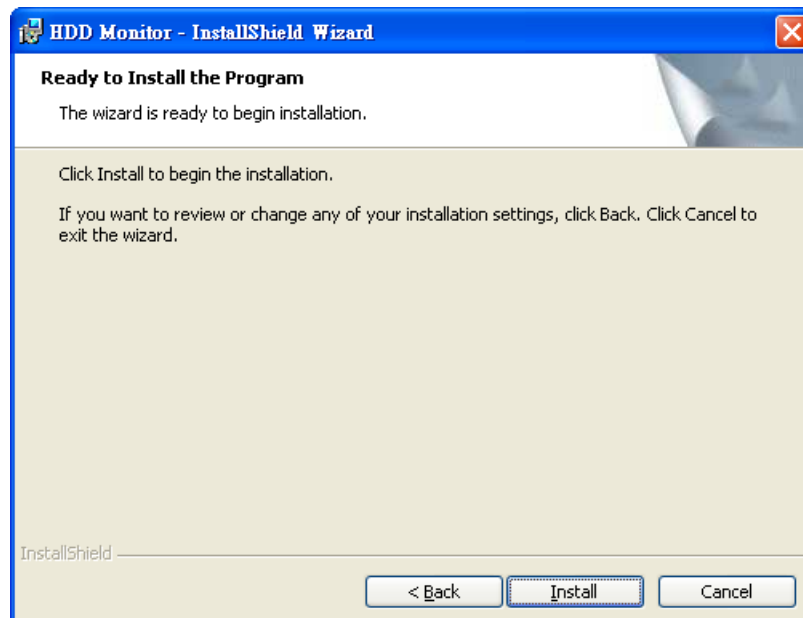 HDD Monitor - InstallShield Wizard
Ready to Install the Program
The wizard is ready to begin installation.
Click Install to begin the installation.
If you want to review or change any of your installation settings, click Back. Click Cancel to
exit the wizard.
InstallShield
< Back
Install
Cancel